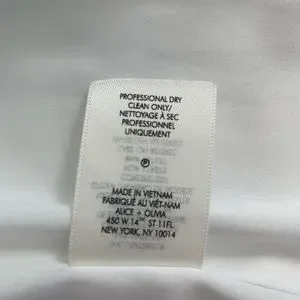 PROFESSIONAL DRY
CLEAN ONLY/
NETTOYAGE À SEC
PROFESSIONNEL
UNIQUEMENT
P
MADE IN VIETNAM
FABRIQUÉ AU VIÊT-NAM
ALICE + OLIVIA
450 W 14TH ST 11FL
NEW YORK, NY 10014